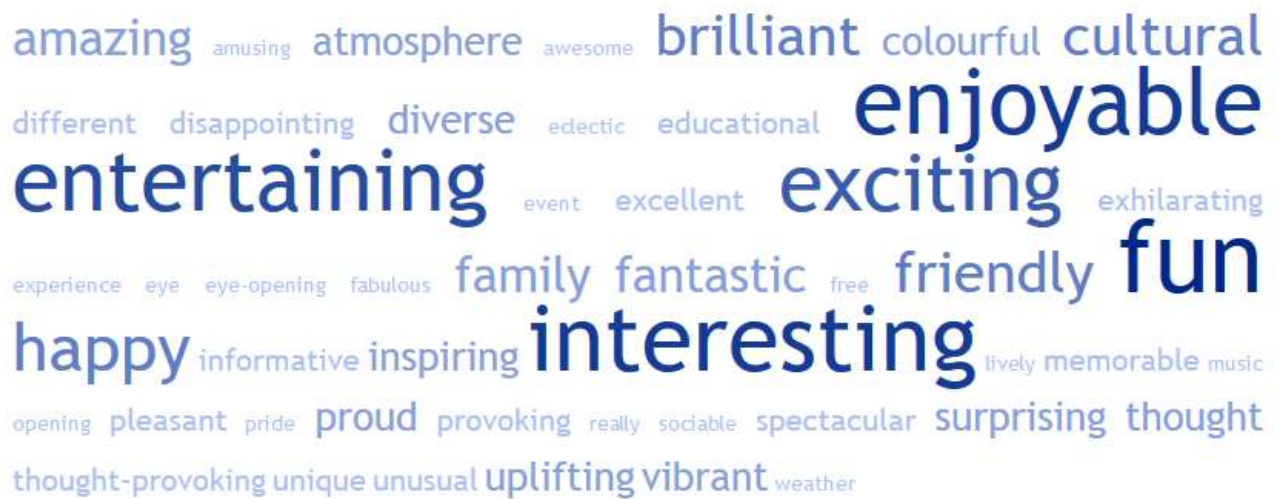 amazing amusing atmosphere awesome brilliant colourful cultural
different disappointing diverse eclectic educational enjoyable
entertaining event excellent exciting exhilarating
experience eye eye-opening fabulous family fantastic free friendly fun
happy informative inspiring interesting lively memorable music
opening pleasant pride proud provoking really sociable spectacular surprising thought
thought-provoking unique unusual uplifting vibrant weather